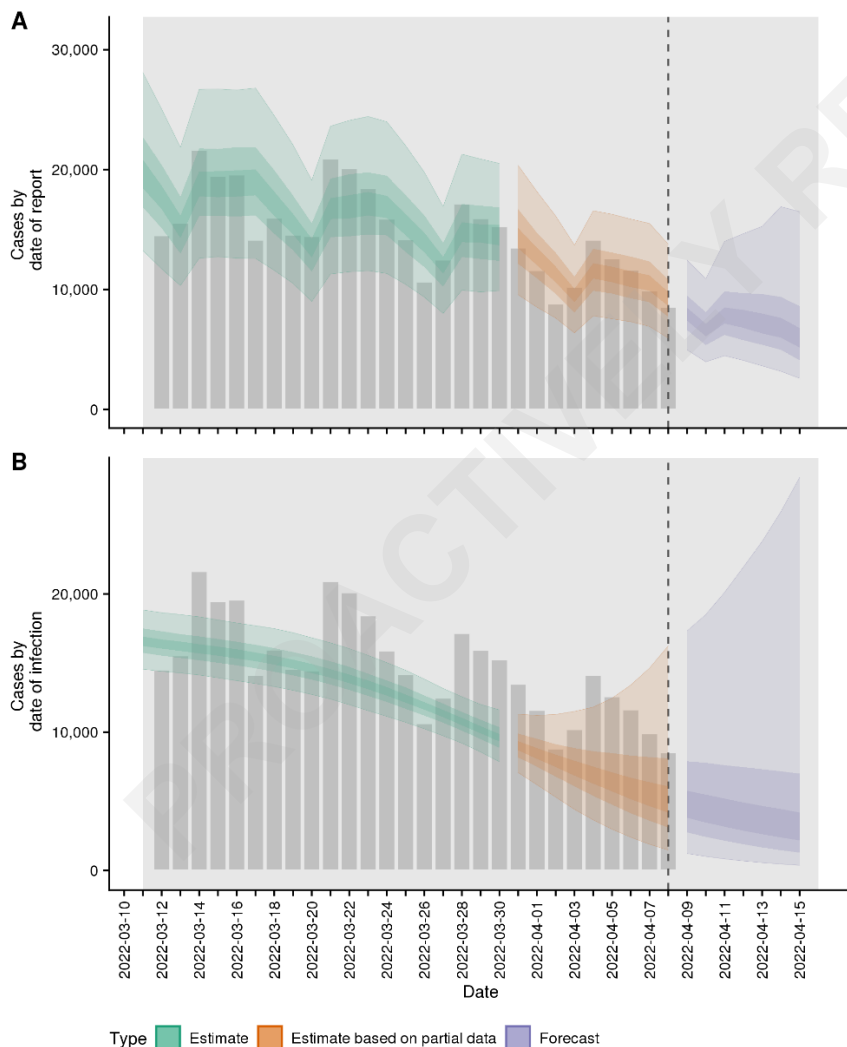 A
Cases by
date of report
30,000
20,000
10,000
0
B
Cases by
date of infection
20,000
10,000
0
2022-03-10
2022-03-12
2022-03-14
2022-03-16
2022-03-18
2022-03-20
2022-03-22
2022-03-24
2022-03-26
2022-03-28
2022-03-30
2022-04-01
2022-04-03
2022-04-05
2022-04-07
2022-04-09
2022-04-11
2022-04-13
2022-04-15
Date
Type Estimate Estimate based on partial data Forecast
PROACTIVELY RE